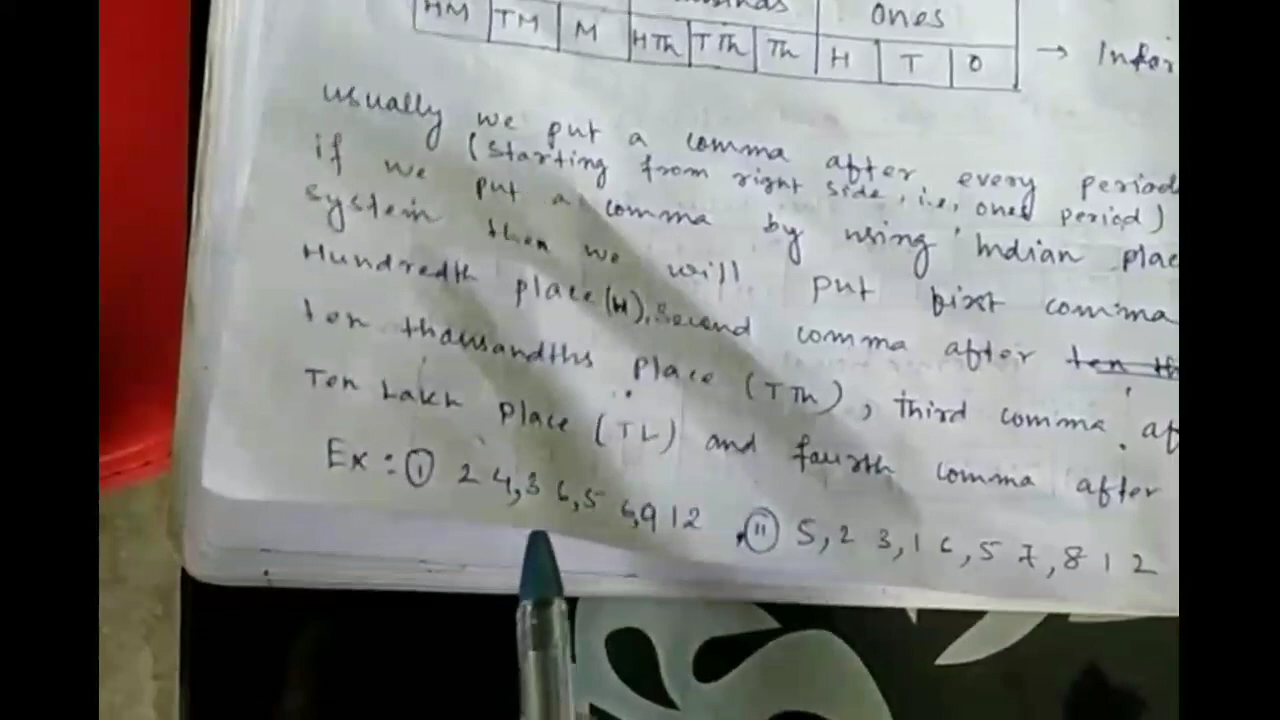 Ones
HM TM M HTh TTh Th H T O → Infor
usually we put a comma after every period
(starting from right side, i.e, ones period)
if we put a comma by using Indian plac
system then we will put first comma
Hundredth place (H), second comma after
Ten thousandths place (TTh), third comma af
Ten Lakh place (TL) and fourth comma after
Ex : (i) 24,36,56,912 (ii) 5,23,16,57,812